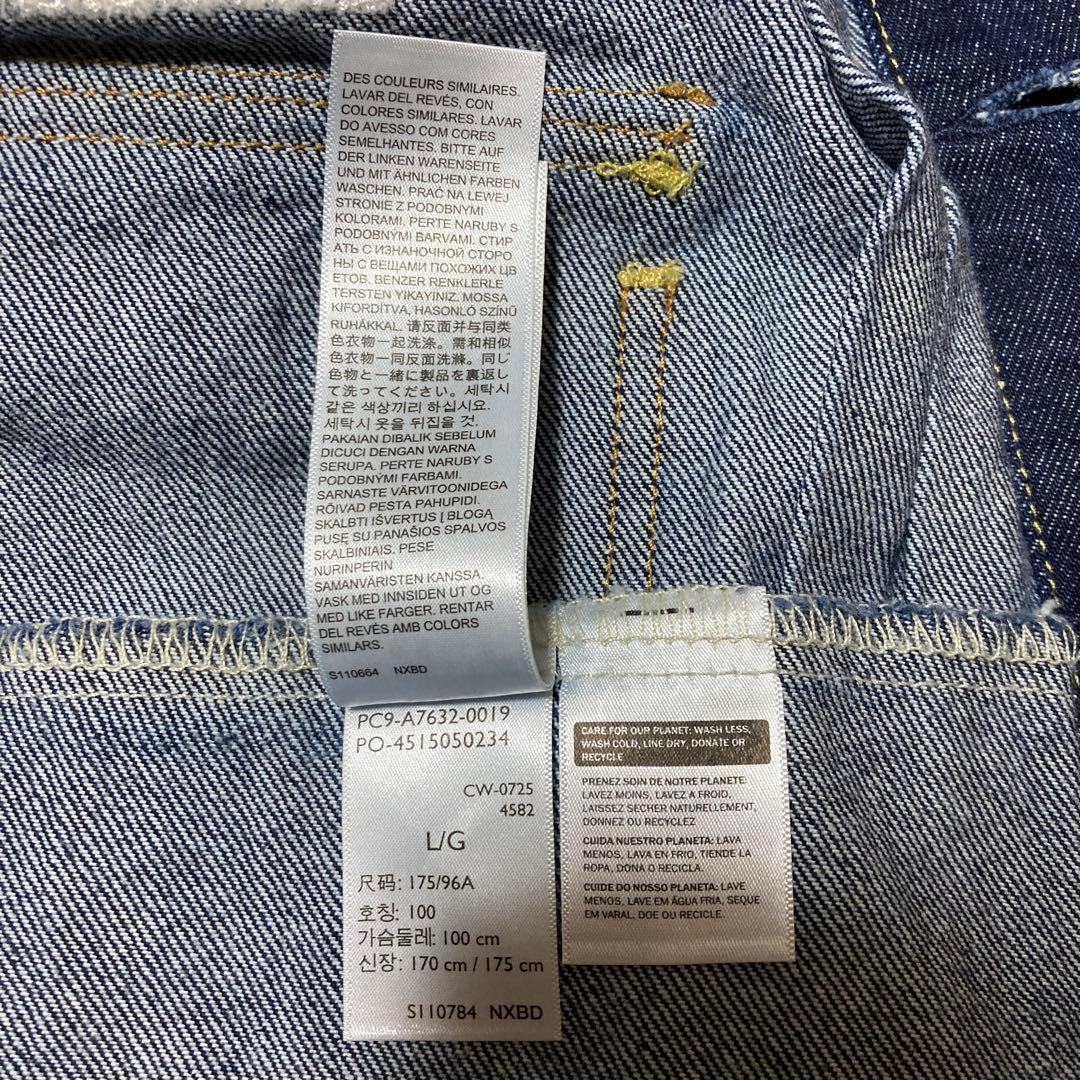 DES COULEURS SIMILAIRES.
LAVAR DEL REVÉS, CON
COLORES SIMILARES. LAVAR
DO AVESSO COM CORES
SEMELHANTES. BITTE AUF
DER LINKEN WARENSEITE
UND MIT ÄHNLICHEN FARBEN
WASCHEN. PRAĆ NA LEWEJ
STRONIE Z PODOBNYMI
KOLORAMI. PERTE NARUBY S
PODOBNÝMI BARVAMI. СТИР
АТЬ С ИЗНАНОЧНОЙ СТОРО
НЫ С ВЕЩАМИ ПОХОЖИХ ЦВ
ЕТОВ. BENZER RENKLERLE
TERSTEN YIKAYINIZ. MOSSA
KIFORDÍTVA, HASONLÓ SZÍNŰ
RUHÁKKAL. 请反面并与同类
色衣物一起洗涤。需和相似
色衣物一同反面洗滌。同じ
色物と一緒に製品を裏返し
て洗ってください。세탁시
같은 색상끼리 하십시요.
세탁시 옷을 뒤집을 것.
PAKAIAN DIBALIK SEBELUM
DICUCI DENGAN WARNA
SERUPA. PERTE NARUBY S
PODOBNÝMI FARBAMI.
SARNASTE VÄRVITOONIDEGA
RÕIVAD PESTA PAHUPIDI.
SKALBTI IŠVERTUS Į BLOGĄ
PUSĘ SU PANAŠIOS SPALVOS
SKALBINIAIS. PESE
NURINPERIN
SAMANVÄRISTEN KANSSA.
VASK MED INNSIDEN UT OG
MED LIKE FARGER. RENTAR
DEL REVÉS AMB COLORS
SIMILARS.
S110664 NXBD
PC9-A7632-0019
PO-4515050234
CW-0725
4582
L/G
尺码: 175/96A
호칭: 100
가슴둘레: 100 cm
신장: 170 cm / 175 cm
S110784 NXBD
CARE FOR OUR PLANET: WASH LESS,
WASH COLD, LINE DRY, DONATE OR
RECYCLE
PRENEZ SOIN DE NOTRE PLANETE:
LAVEZ MOINS, LAVEZ A FROID,
LAISSEZ SECHER NATURELLEMENT,
DONNEZ OU RECYCLEZ
CUIDA NUESTRO PLANETA: LAVA
MENOS, LAVA EN FRIO, TIENDE LA
ROPA, DONA O RECICLA.
CUIDE DO NOSSO PLANETA: LAVE
MENOS, LAVE EM ÁGUA FRIA, SEQUE
EM VARAL, DOE OU RECICLE.